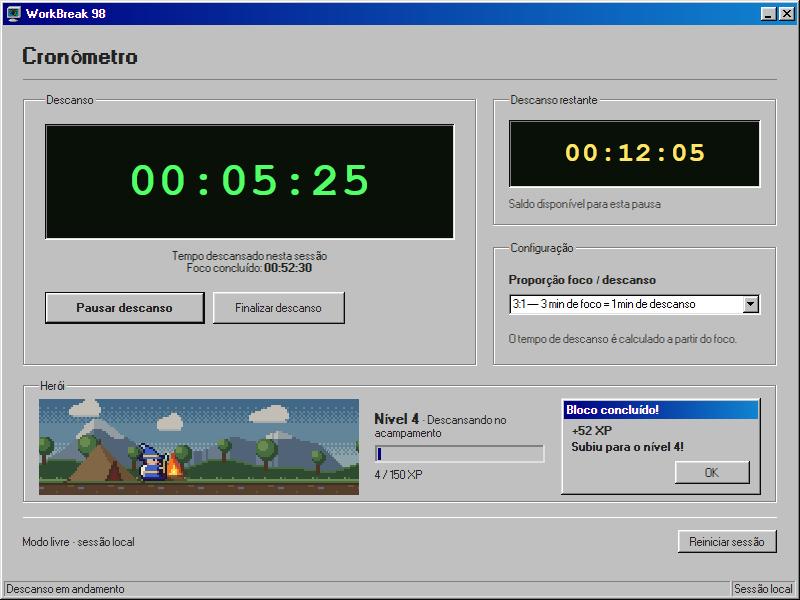 WorkBreak 98
Cronômetro
Descanso
00:05:25
Tempo descansado nesta sessão
Foco concluído: 00:52:30
Pausar descanso
Finalizar descanso
Descanso restante
00:12:05
Saldo disponível para esta pausa
Configuração
Proporção foco / descanso
3:1 — 3 min de foco = 1 min de descanso
O tempo de descanso é calculado a partir do foco.
Herói
Nível 4 · Descansando no
acampamento
4 / 150 XP
Bloco concluído!
+52 XP
Subiu para o nível 4!
OK
Modo livre · sessão local
Reiniciar sessão
Descanso em andamento
Sessão local